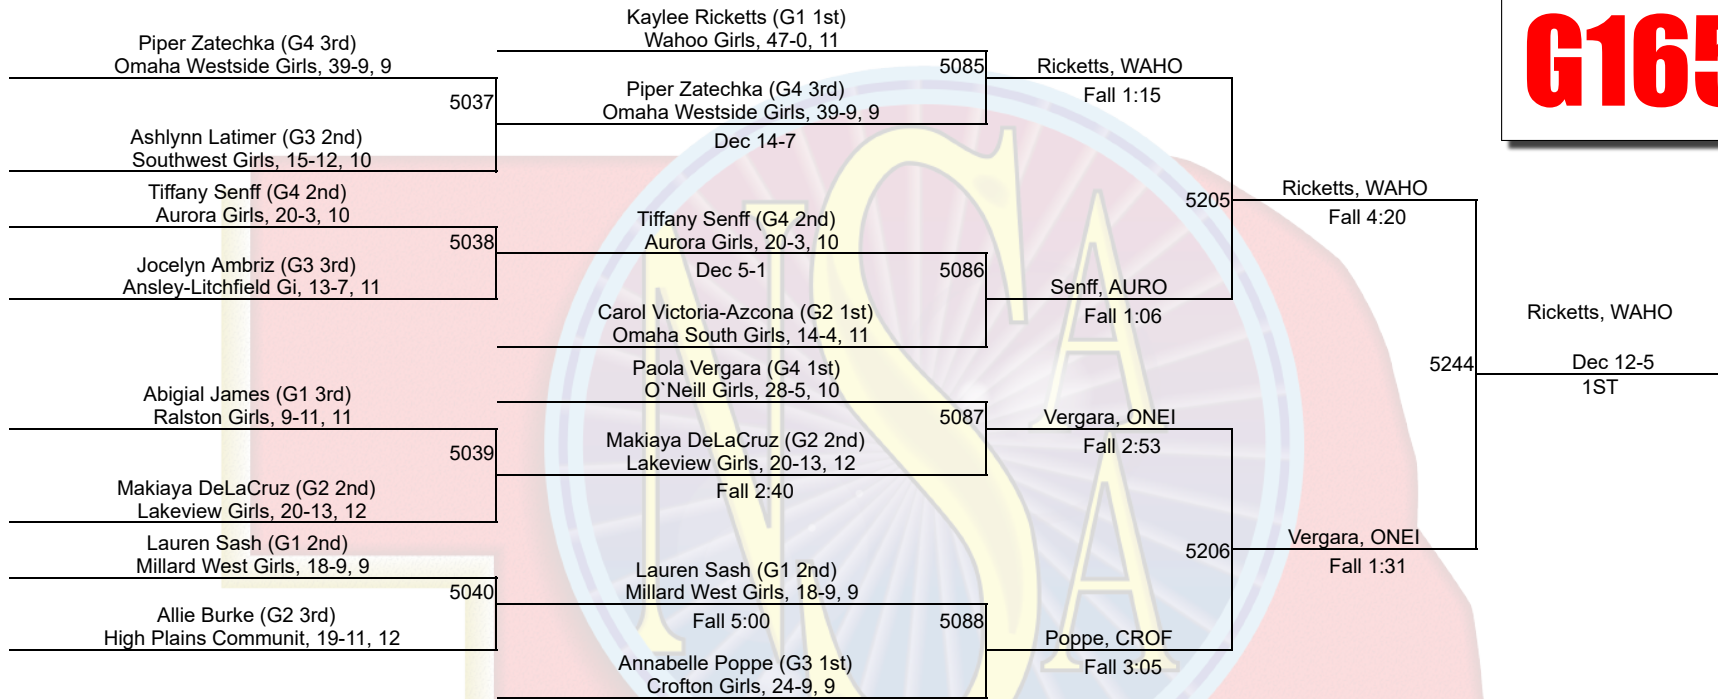 G165
Piper Zatechka (G4 3rd)
Omaha Westside Girls, 39-9, 9
5037
Ashlynn Latimer (G3 2nd)
Southwest Girls, 15-12, 10
Tiffany Senff (G4 2nd)
Aurora Girls, 20-3, 10
5038
Jocelyn Ambriz (G3 3rd)
Ansley-Litchfield Gi, 13-7, 11
Abigial James (G1 3rd)
Ralston Girls, 9-11, 11
5039
Makiaya DeLaCruz (G2 2nd)
Lakeview Girls, 20-13, 12
Lauren Sash (G1 2nd)
Millard West Girls, 18-9, 9
5040
Allie Burke (G2 3rd)
High Plains Communit, 19-11, 12
Kaylee Ricketts (G1 1st)
Wahoo Girls, 47-0, 11
5085
Piper Zatechka (G4 3rd)
Omaha Westside Girls, 39-9, 9
Dec 14-7
Tiffany Senff (G4 2nd)
Aurora Girls, 20-3, 10
Dec 5-1
5086
Carol Victoria-Azcona (G2 1st)
Omaha South Girls, 14-4, 11
Paola Vergara (G4 1st)
O`Neill Girls, 28-5, 10
5087
Makiaya DeLaCruz (G2 2nd)
Lakeview Girls, 20-13, 12
Fall 2:40
Lauren Sash (G1 2nd)
Millard West Girls, 18-9, 9
Fall 5:00
5088
Annabelle Poppe (G3 1st)
Crofton Girls, 24-9, 9
Ricketts, WAHO
Fall 1:15
5205
Senff, AURO
Fall 1:06
Vergara, ONEI
Fall 2:53
5206
Poppe, CROF
Fall 3:05
Ricketts, WAHO
Fall 4:20
5244
Vergara, ONEI
Fall 1:31
Ricketts, WAHO
Dec 12-5
1ST
NSAA